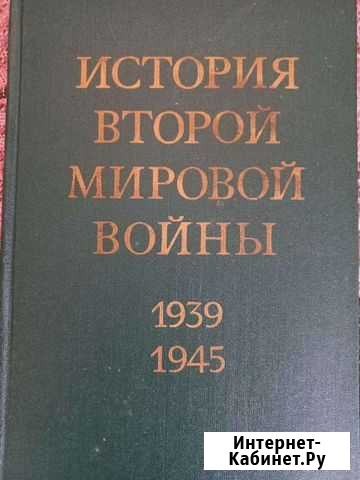 ИСТОРИЯ
ВТОРОЙ
МИРОВОЙ
ВОЙНЫ
1939
1945
Интернет-
Кабинет.Ру